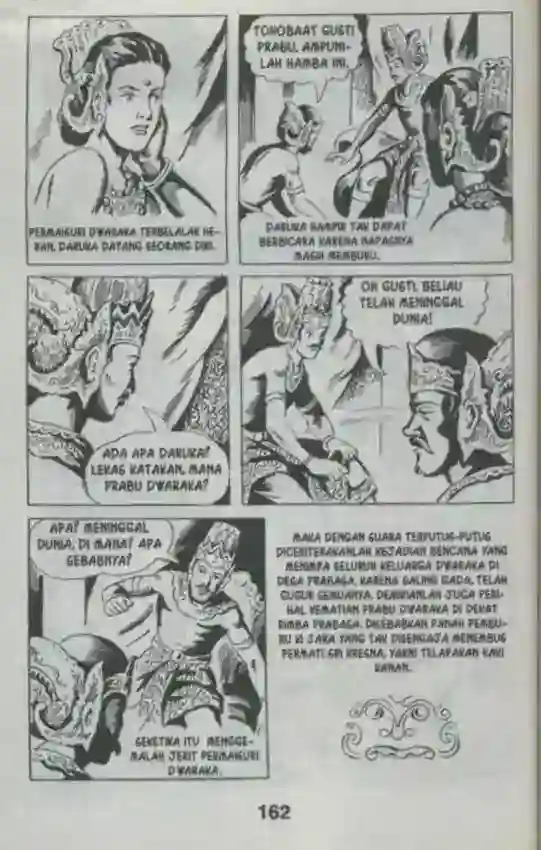 PERMAISURI DWARAKA TERBELALAK HE-
RAN. DARUKA DATANG SEORANG DIRI.
TOHOBAAT GUSTI
PRABU, AMPUNI-
LAH HAMBA INI.
DARUKA HAMPIR TAK DAPAT
BERBICARA KARENA NAPASNYA
MASIH MEMBURU.
ADA APA DARUKA?
LEKAS KATAKAN. MANA
PRABU DWARAKA?
OH GUSTI, BELIAU
TELAH MENINGGAL
DUNIA!
APA? MENINGGAL
DUNIA, DI MANA? APA
SEBABNYA?
SEKETIKA ITU MENGGE-
MALAH JERIT PERMAISURI
DWARAKA.
MAKA DENGAN SUARA TERPUTUS-PUTUS
DICERITERAKANLAH KEJADIAN BENCANA YANG
MENIMPA SELURUH KELUARGA DWARAKA DI
DESA PRABASA. KARENA SALING GADA, TELAH
GUGUR SEMUANYA. DEMIKIANLAH JUGA PERI-
HAL KEMATIAN PRABU DWARAKA DI DEKAT
RIMBA PRABASA. DISEBABKAN PANAH PEMBU-
RU KI JARA YANG TAK DISENGAJA MENEMBUS
PERMATI SRI KRESNA, YAKNI TELAPAKAN KAKI
KANAN.
162